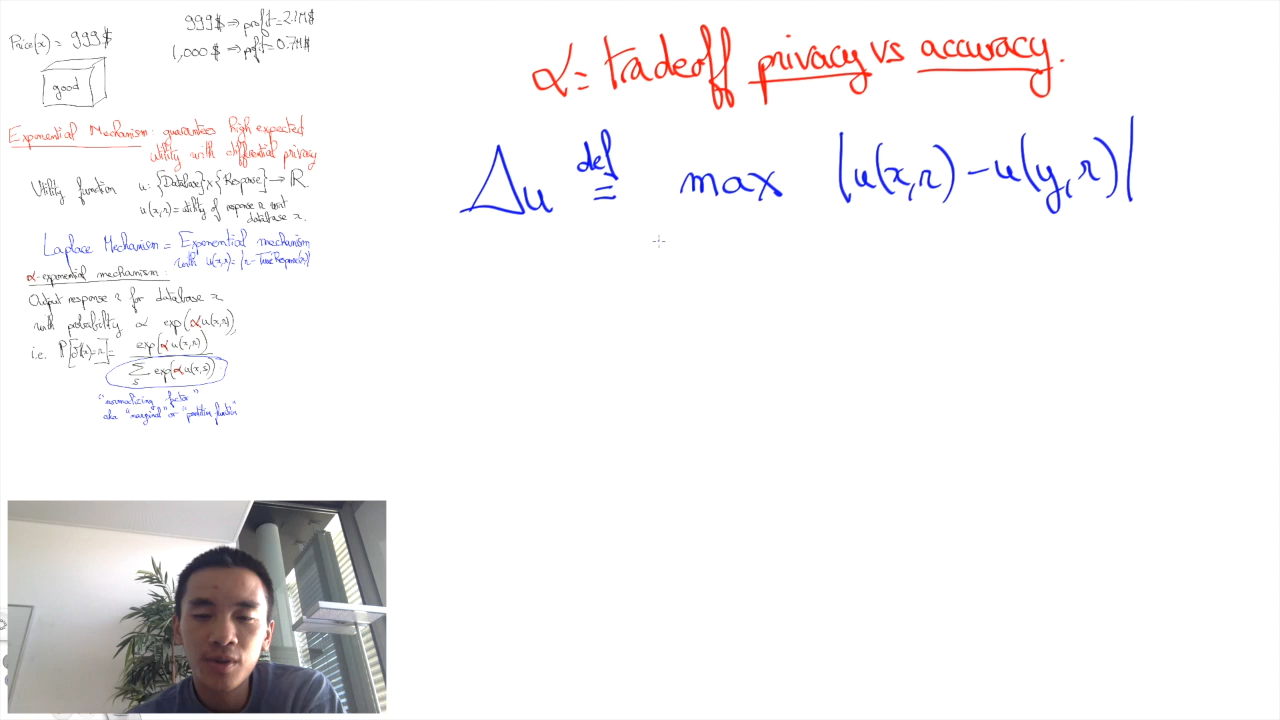 Price(x) = 999$
999$ ⇒ profit = 2.1M$
1,000$ ⇒ profit = 0.7M$
good
Exponential Mechanism: guarantees high expected
utility with differential privacy
Utility function u: {Database}×{Response} → ℝ
u(x,r) = utility of response r wrt
database x.
Laplace Mechanism = Exponential mechanism
with u(x,r) = |r - TrueResponse(x)|
α-exponential mechanism:
Output response r for database x
with probability ∝ exp(αu(x,r)),
i.e. P[M(x)=r] = exp(αu(x,r)) / Σ_s exp(αu(x,s))
"normalizing factor"
aka "marginal" or "partition function"
α = tradeoff privacy vs accuracy.
Δu ≝ max |u(x,r) - u(y,r)|